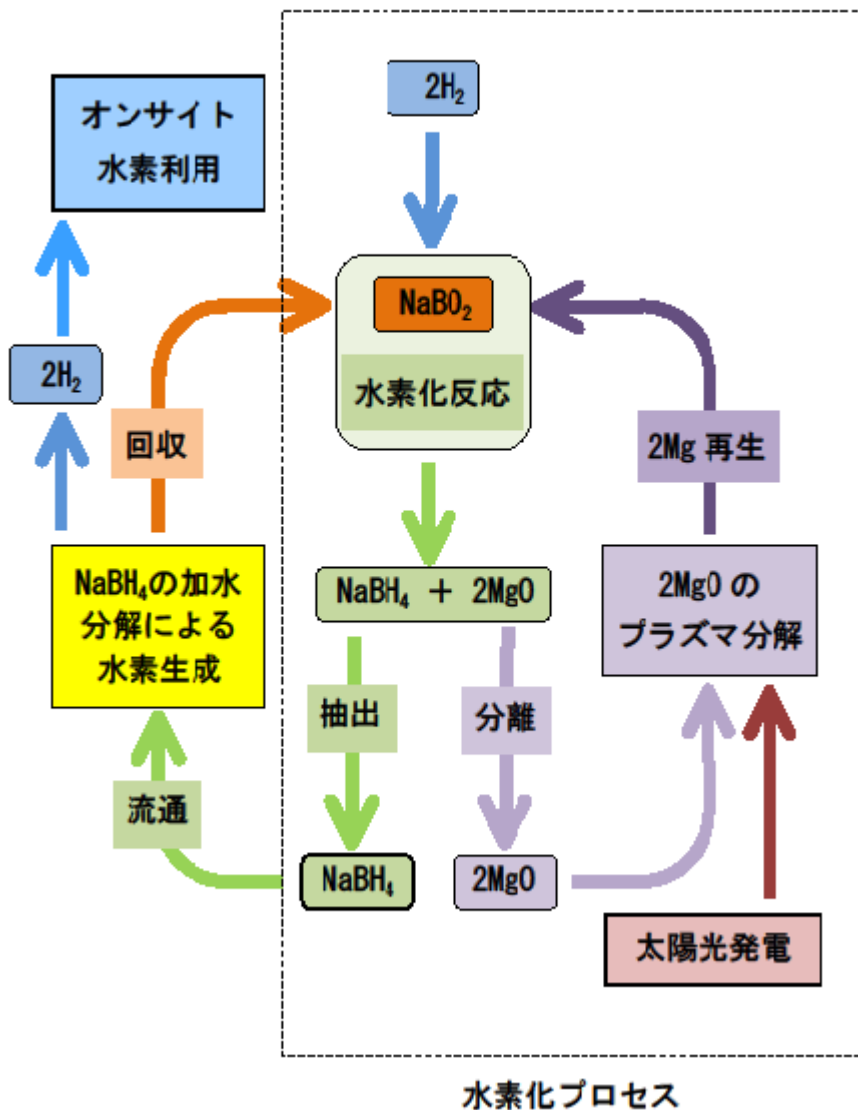 2H₂
オンサイト
水素利用
NaBO₂
水素化反応
2H₂
回収
2Mg 再生
NaBH₄の加水
分解による
水素生成
NaBH₄ + 2MgO
2MgO の
プラズマ分解
抽出
分離
流通
NaBH₄
2MgO
太陽光発電
水素化プロセス